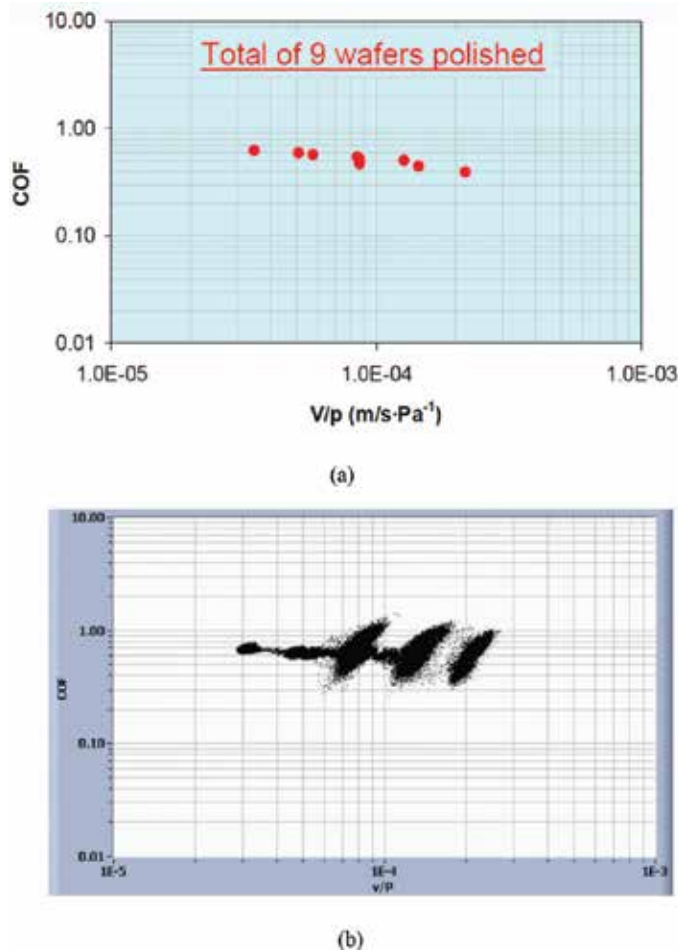 10.00
Total of 9 wafers polished
1.00
COF
0.10
0.01
1.0E-05 1.0E-04 1.0E-03
V/p (m/s·Pa⁻¹)
(a)
10.00
1.00
COF
0.10
0.01
1E-5 1E-4 1E-3
v/P
(b)